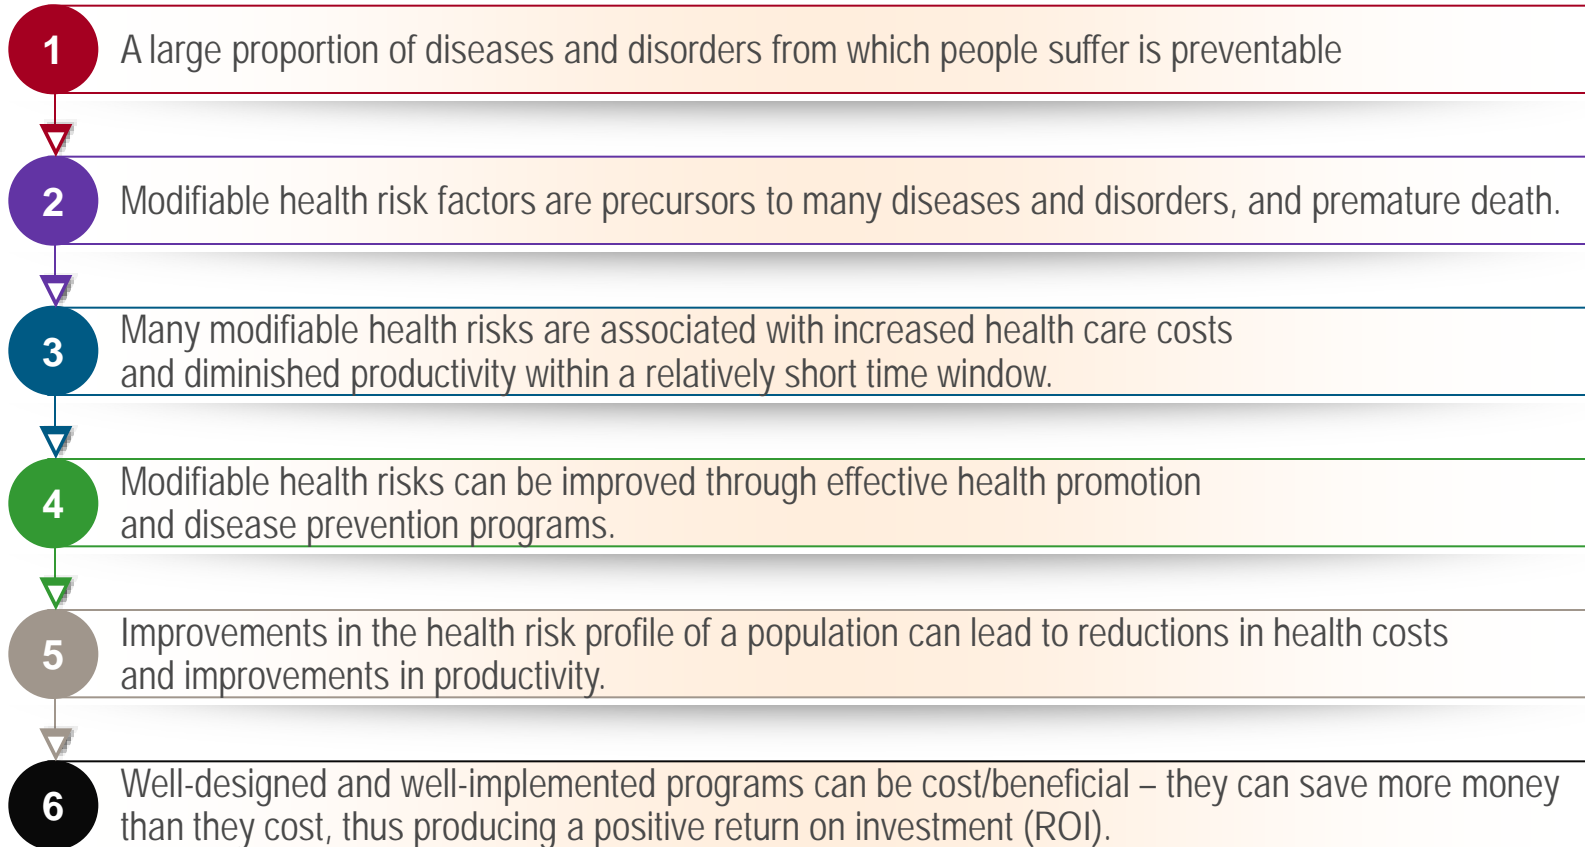 1
A large proportion of diseases and disorders from which people suffer is preventable
2
Modifiable health risk factors are precursors to many diseases and disorders, and premature death.
3
Many modifiable health risks are associated with increased health care costs
and diminished productivity within a relatively short time window.
4
Modifiable health risks can be improved through effective health promotion
and disease prevention programs.
5
Improvements in the health risk profile of a population can lead to reductions in health costs
and improvements in productivity.
6
Well-designed and well-implemented programs can be cost/beneficial – they can save more money
than they cost, thus producing a positive return on investment (ROI).